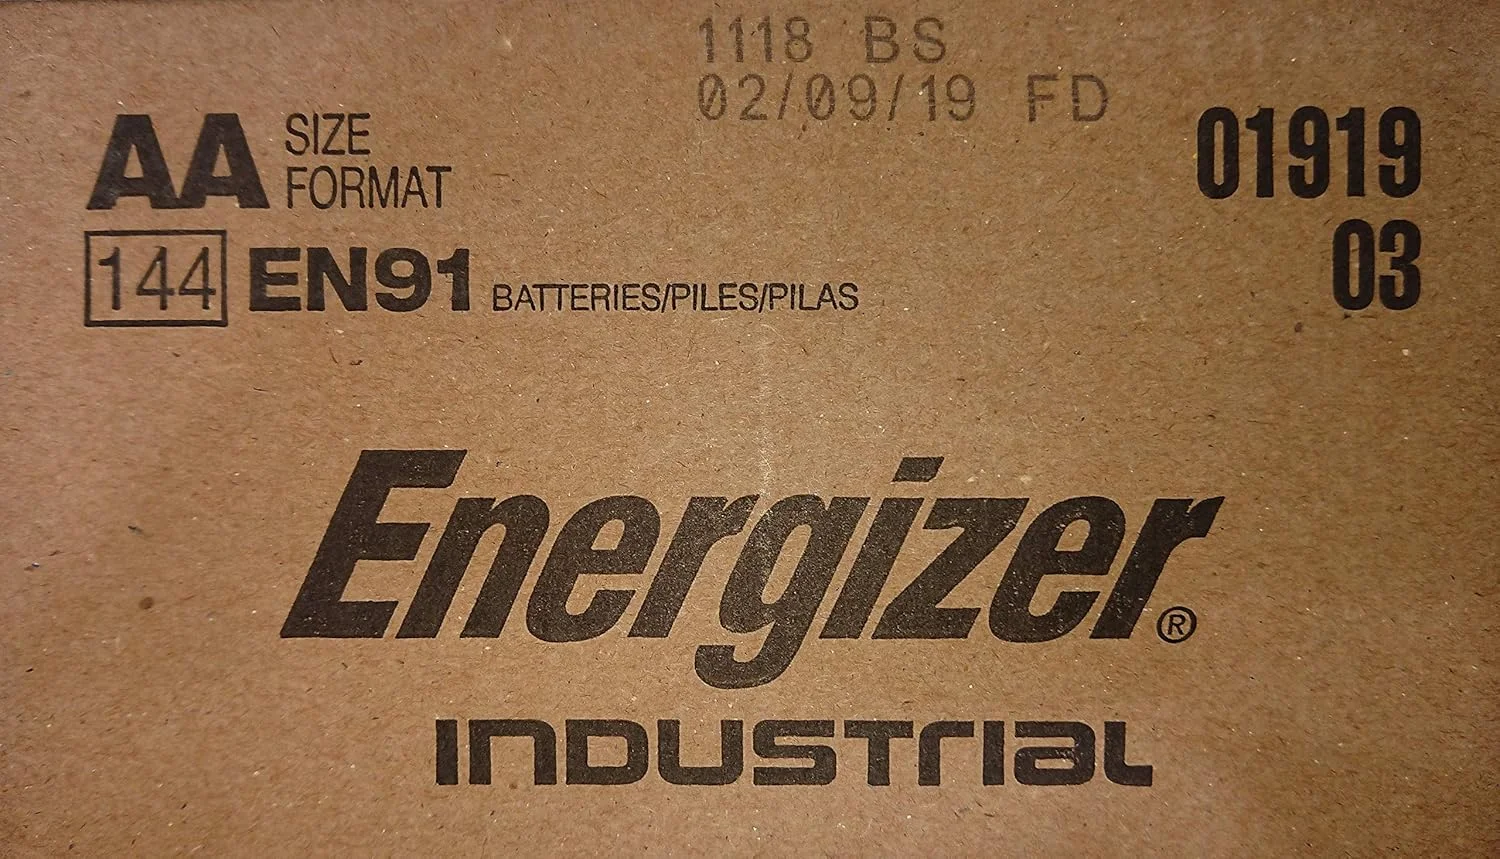 1118 BS
02/09/19 FD
AA SIZE
FORMAT
01919
03
144 EN91 BATTERIES/PILES/PILAS
Energizer®
INDUSTRIAL